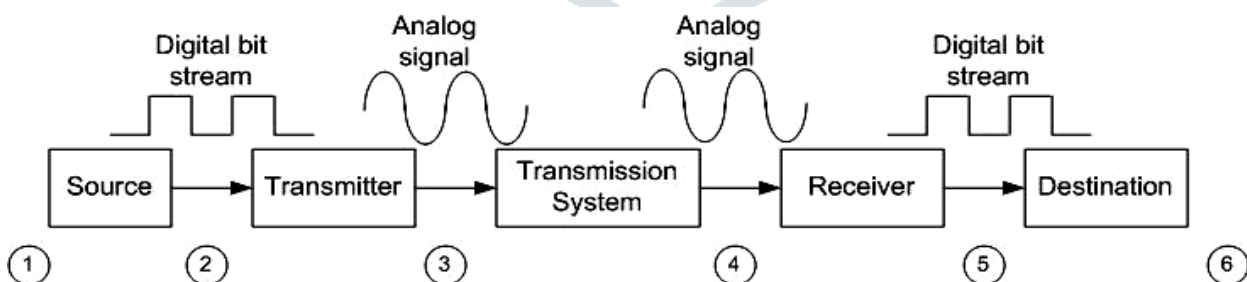 Digital bit
stream
Analog
signal
Analog
signal
Digital bit
stream
Source
Transmitter
Transmission
System
Receiver
Destination
1
2
3
4
5
6